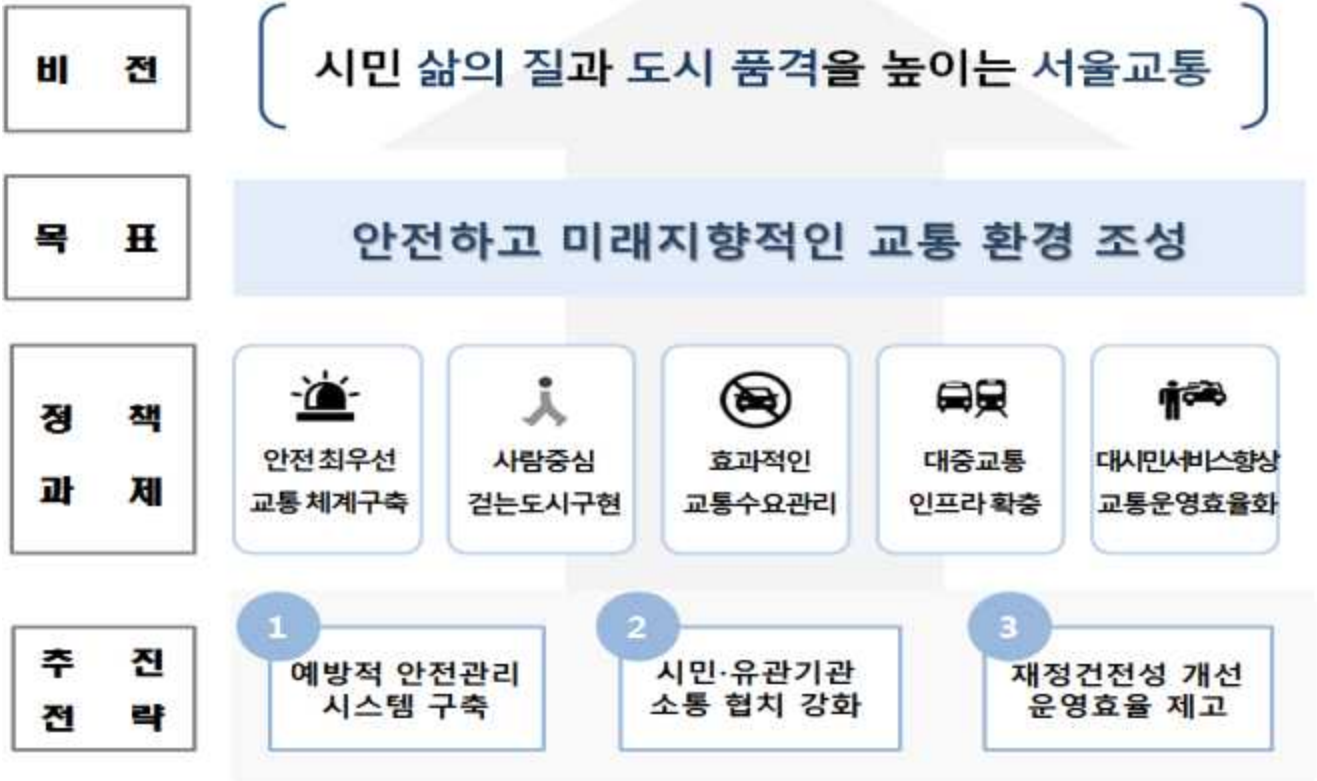 비 전
시민 삶의 질과 도시 품격을 높이는 서울교통
목 표
안전하고 미래지향적인 교통 환경 조성
정 책
과 제
안전 최우선
교통 체계구축
사람중심
걷는도시구현
효과적인
교통수요관리
대중교통
인프라 확충
대시민서비스향상
교통운영효율화
추 진
전 략
1
예방적 안전관리
시스템 구축
2
시민·유관기관
소통 협치 강화
3
재정건전성 개선
운영효율 제고